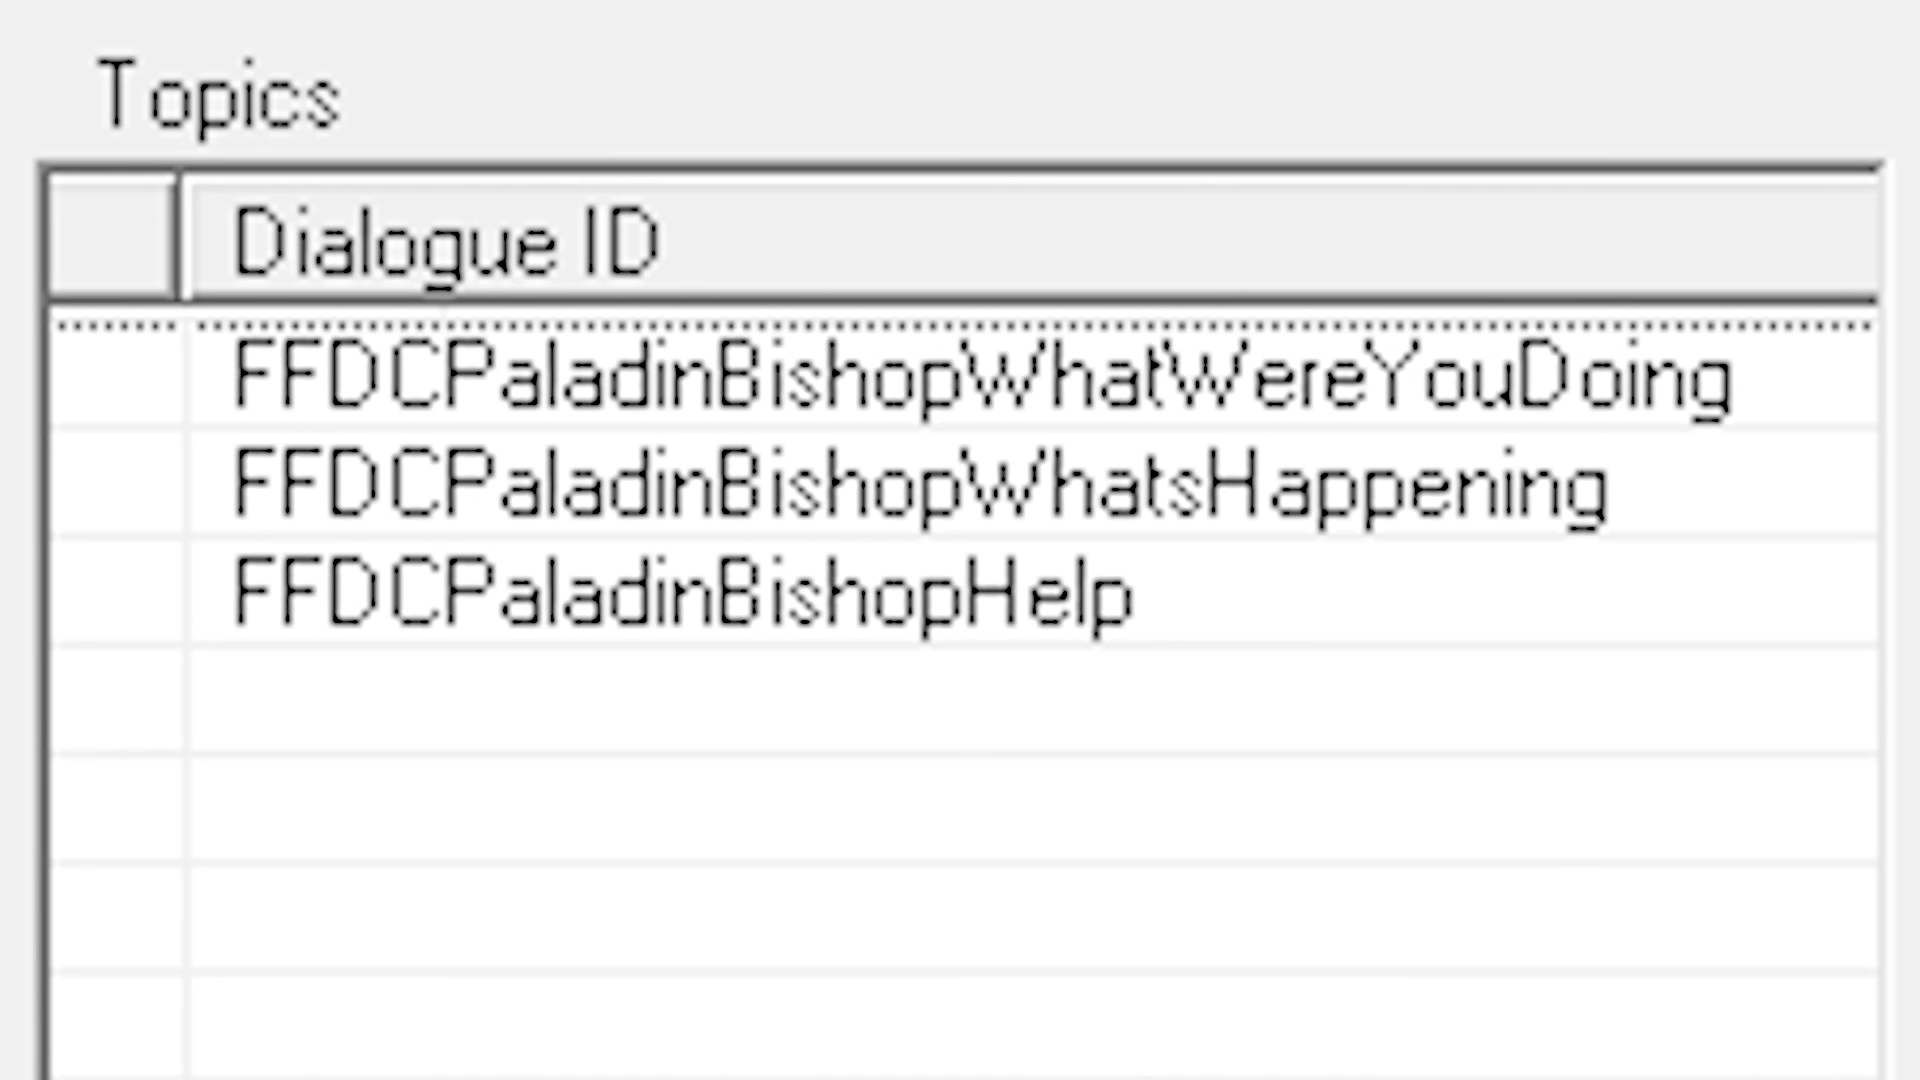 Topics
Dialogue ID
FFDCPaladinBishopWhatWereYouDoing
FFDCPaladinBishopWhatsHappening
FFDCPaladinBishopHelp